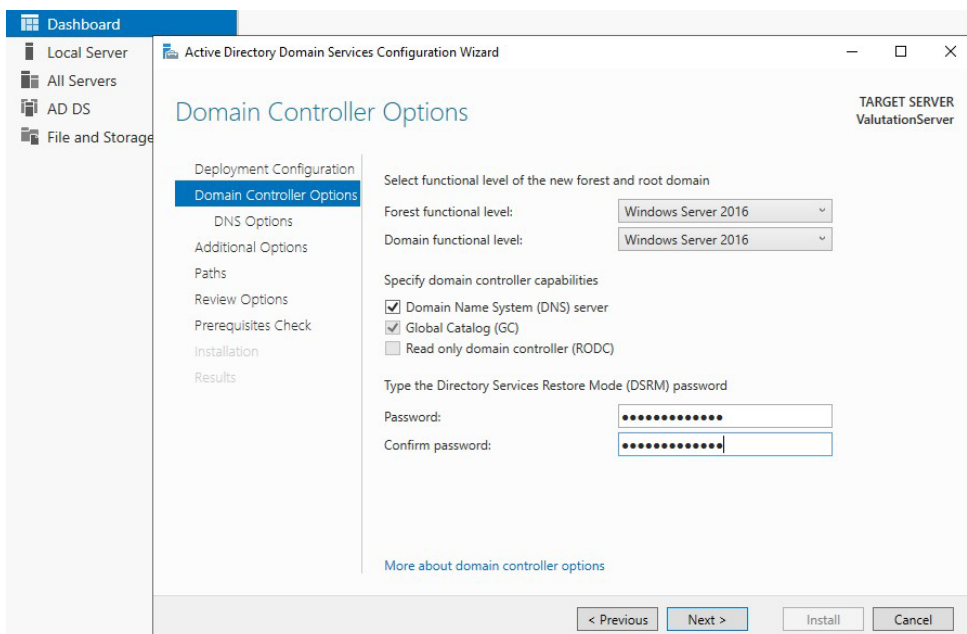 Dashboard
Local Server
All Servers
AD DS
File and Storage
Active Directory Domain Services Configuration Wizard
Domain Controller Options
TARGET SERVER
ValutationServer
Deployment Configuration
Domain Controller Options
DNS Options
Additional Options
Paths
Review Options
Prerequisites Check
Installation
Results
Select functional level of the new forest and root domain
Forest functional level: Windows Server 2016
Domain functional level: Windows Server 2016
Specify domain controller capabilities
Domain Name System (DNS) server
Global Catalog (GC)
Read only domain controller (RODC)
Type the Directory Services Restore Mode (DSRM) password
Password: •••••••••••••
Confirm password: •••••••••••••
More about domain controller options
< Previous Next > Install Cancel